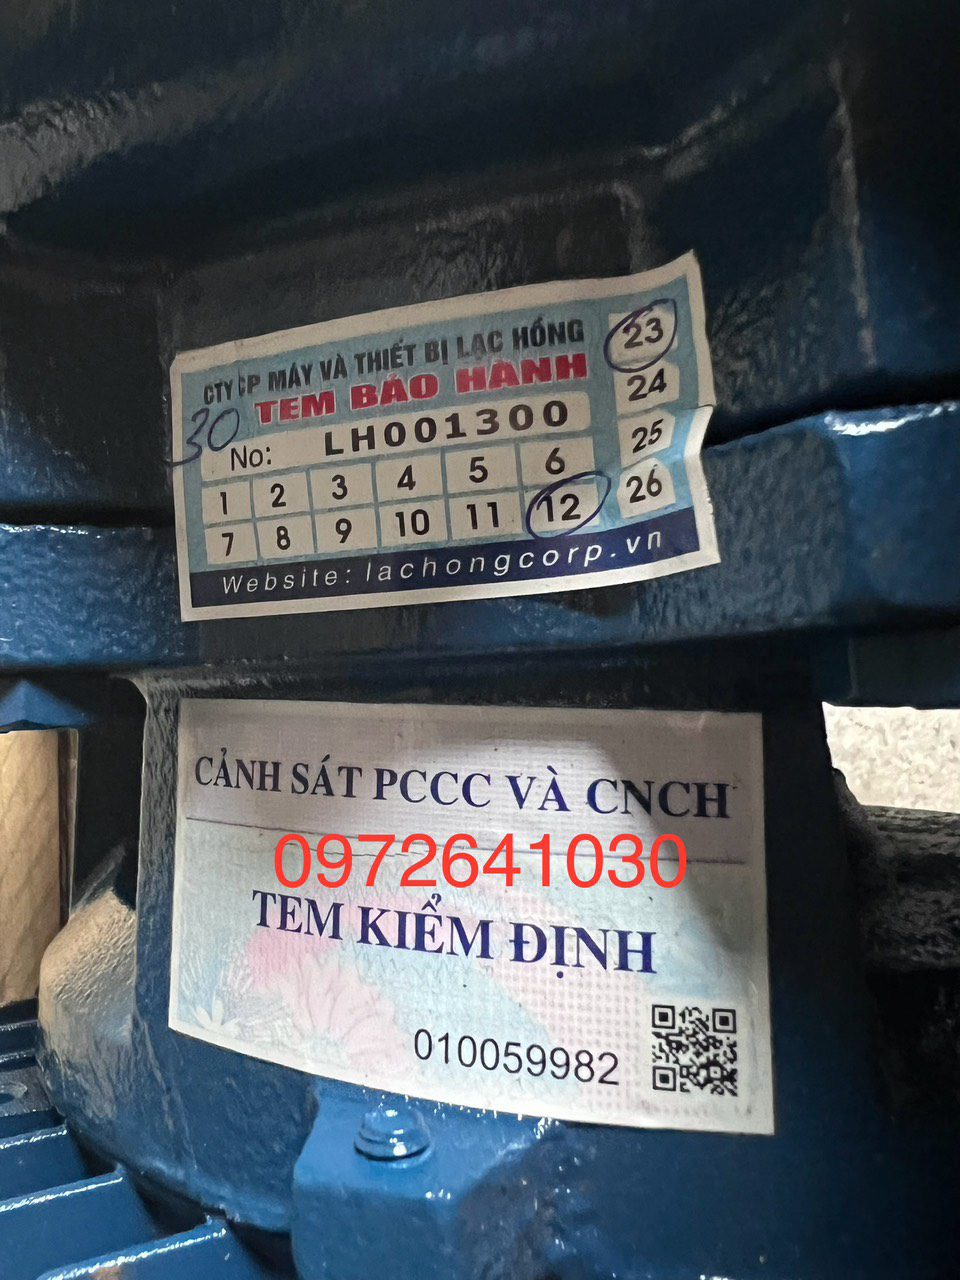 CTY CP MÁY VÀ THIẾT BỊ LẠC HỒNG
TEM BẢO HÀNH
30
No: LH001300
1 2 3 4 5 6
7 8 9 10 11 12
23
24
25
26
Website: lachongcorp.vn
CẢNH SÁT PCCC VÀ CNCH
0972641030
TEM KIỂM ĐỊNH
010059982